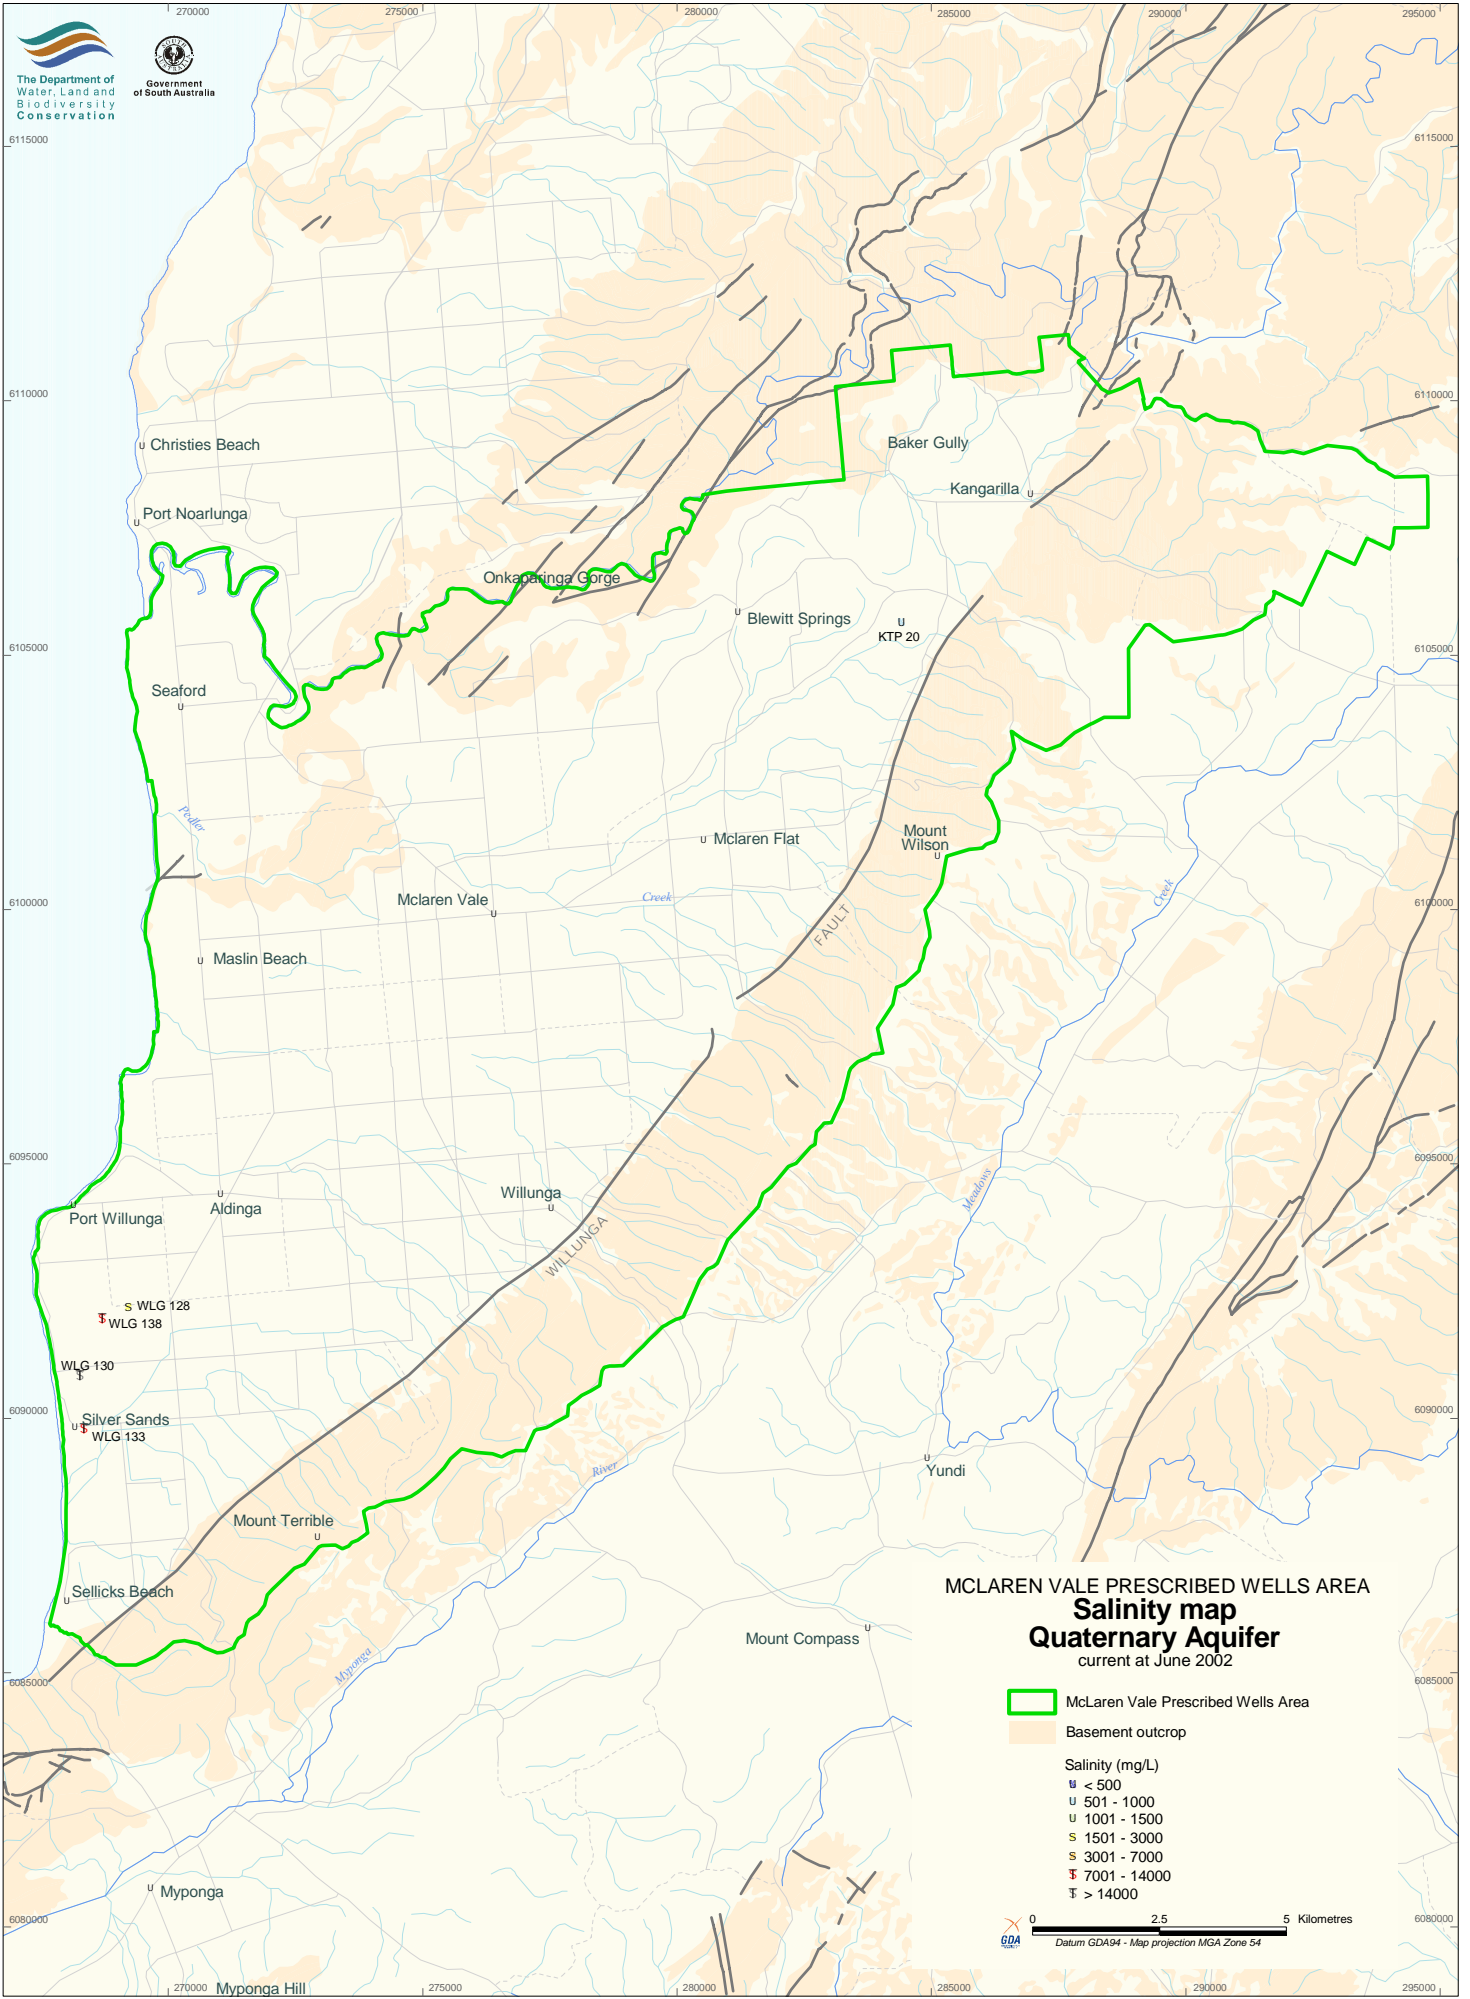 270000
275000
280000
285000
290000
295000
The Department of
Water, Land and
Biodiversity
Conservation
SOUTH
AUSTRALIA
Government
of South Australia
6115000
6115000
6110000
6110000
Christies Beach
Baker Gully
Kangarilla
Port Noarlunga
Onkaparinga Gorge
Blewitt Springs
KTP 20
6105000
6105000
Seaford
Pedler
Mclaren Flat
Mount
Wilson
Mclaren Vale
Creek
Creek
6100000
6100000
FAULT
Maslin Beach
6095000
6095000
Meadows
Willunga
Aldinga
Port Willunga
WILLUNGA
WLG 128
WLG 138
WLG 130
6090000
6090000
Silver Sands
WLG 133
River
Yundi
Mount Terrible
Sellicks Beach
Mount Compass
Myponga
6085000
6085000
MCLAREN VALE PRESCRIBED WELLS AREA
Salinity map
Quaternary Aquifer
current at June 2002
McLaren Vale Prescribed Wells Area
Basement outcrop
Salinity (mg/L)
U < 500
U 501 - 1000
U 1001 - 1500
S 1501 - 3000
S 3001 - 7000
7001 - 14000
> 14000
Myponga
6080000
6080000
0 2.5 5 Kilometres
GDA
Datum GDA94 - Map projection MGA Zone 54
Myponga Hill
270000
275000
280000
285000
290000
295000